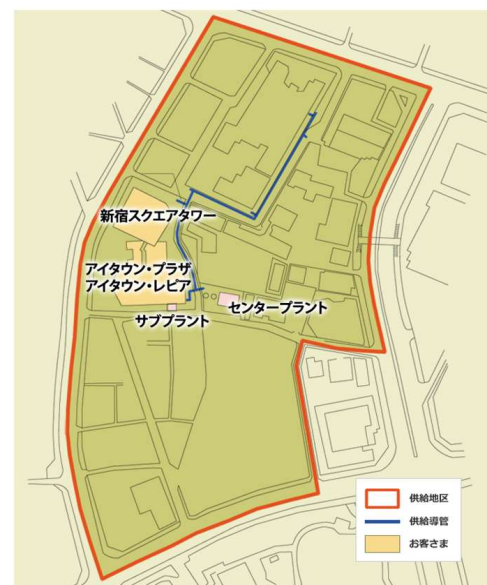 新宿スクエアタワー
アイタウン・プラザ
アイタウン・レピア
センタープラント
サブプラント
供給地区
供給導管
お客さま